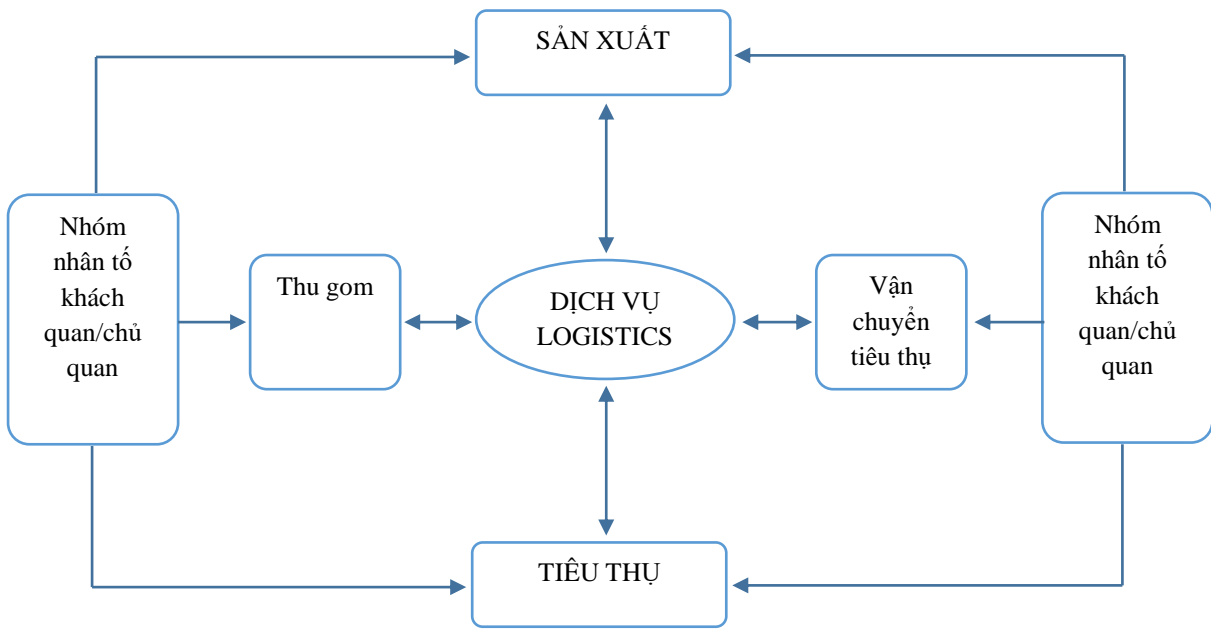 SẢN XUẤT
Nhóm
nhân tố
khách
quan/chủ
quan
Thu gom
DỊCH VỤ
LOGISTICS
Vận
chuyển
tiêu thụ
Nhóm
nhân tố
khách
quan/chủ
quan
TIÊU THỤ